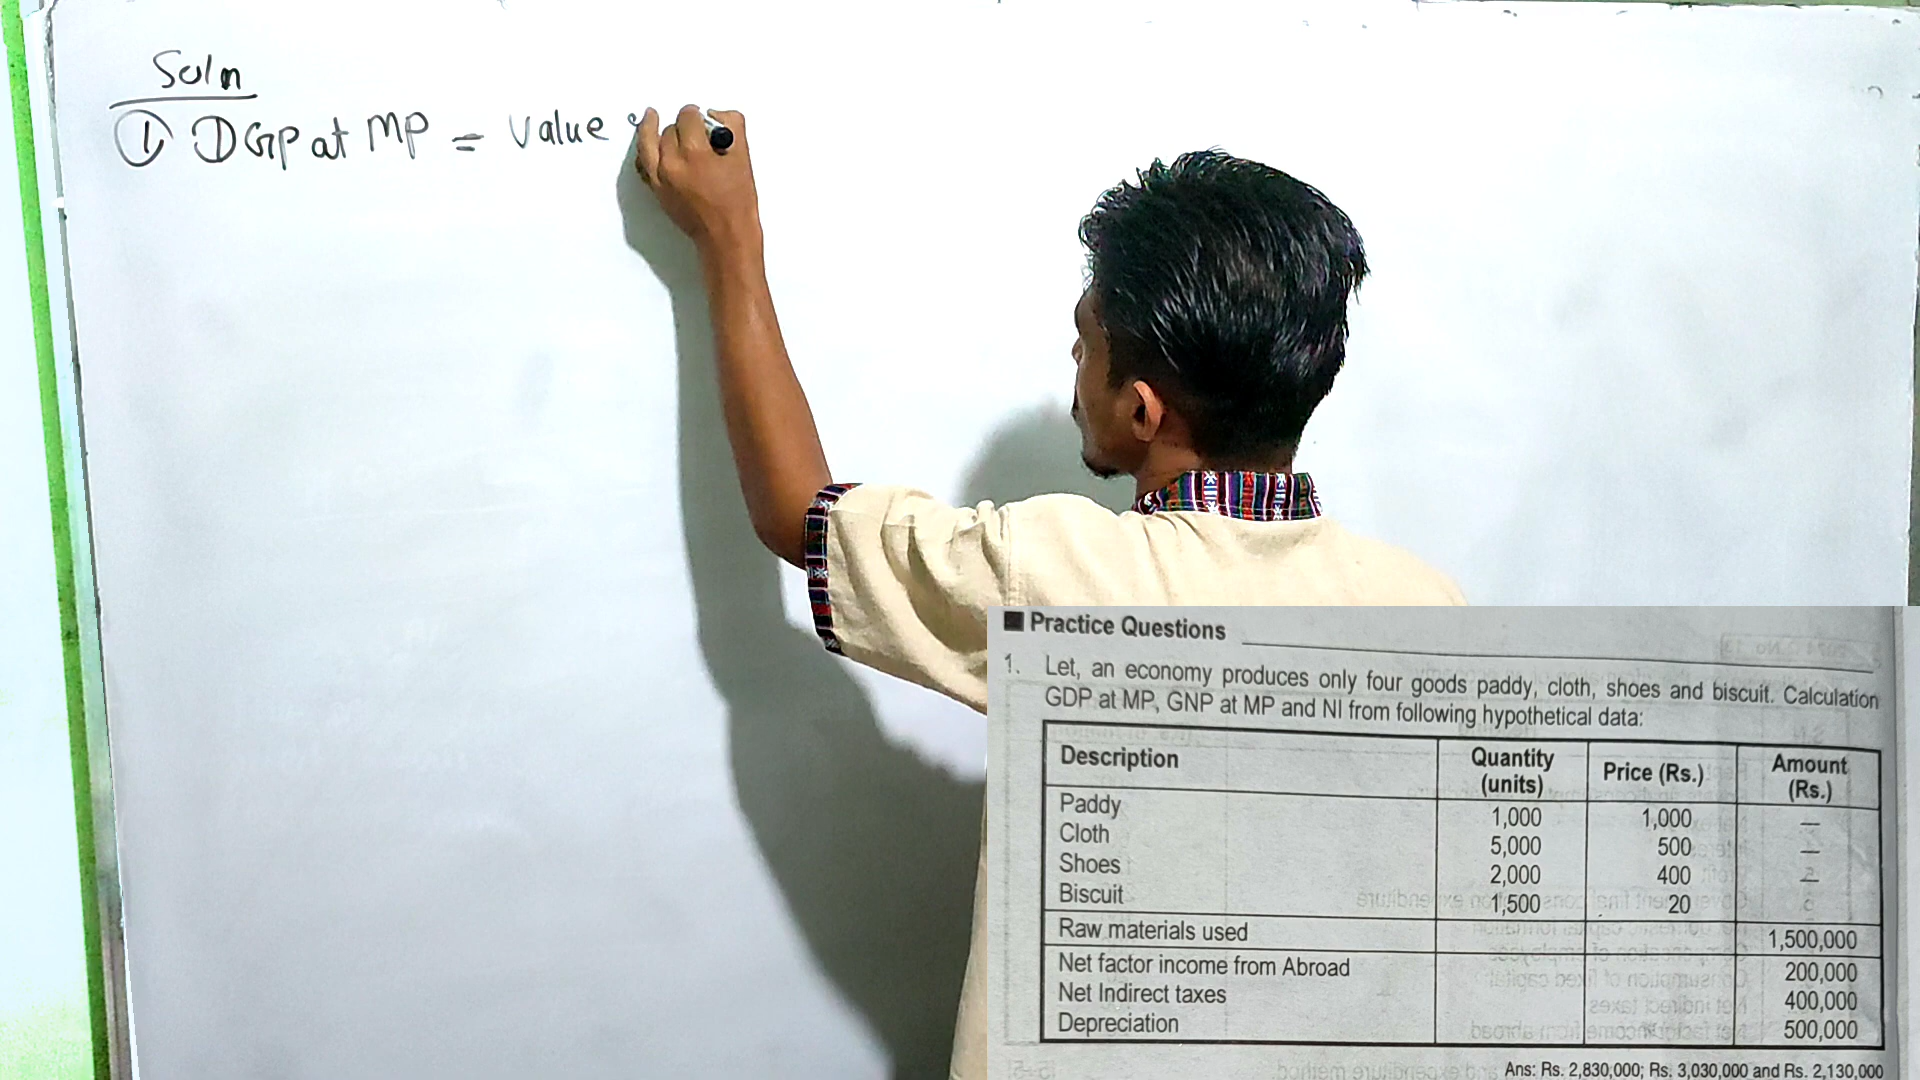 Soln
① DGP at MP = value
Practice Questions
1. Let, an economy produces only four goods paddy, cloth, shoes and biscuit. Calculation
GDP at MP, GNP at MP and NI from following hypothetical data:
Description Quantity (units) Price (Rs.) Amount (Rs.)
Paddy 1,000 1,000 —
Cloth 5,000 500 —
Shoes 2,000 400 —
Biscuit 1,500 20
Raw materials used 1,500,000
Net factor income from Abroad 200,000
Net Indirect taxes 400,000
Depreciation 500,000
Ans: Rs. 2,830,000; Rs. 3,030,000 and Rs. 2,130,000